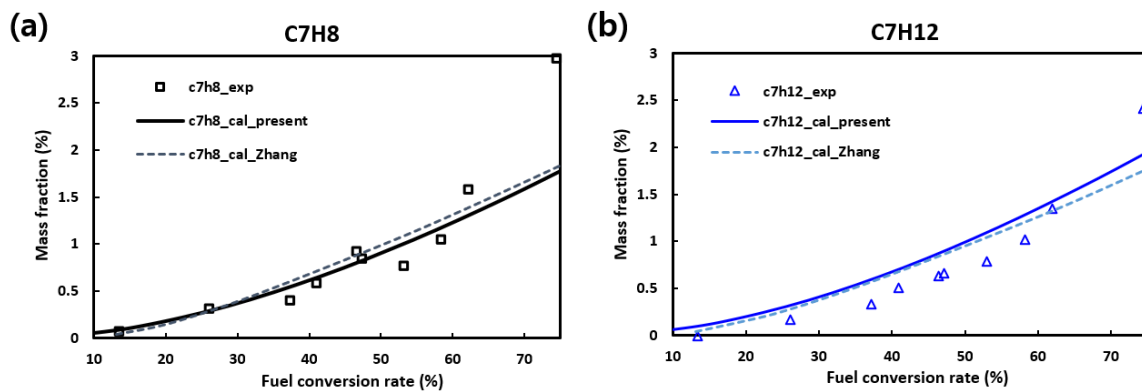 (a)
C7H8
3
2.5
2
1.5
1
0.5
0
Mass fraction (%)
c7h8_exp
c7h8_cal_present
c7h8_cal_Zhang
10 20 30 40 50 60 70
Fuel conversion rate (%)
(b)
C7H12
3
2.5
2
1.5
1
0.5
0
Mass fraction (%)
c7h12_exp
c7h12_cal_present
c7h12_cal_Zhang
10 20 30 40 50 60 70
Fuel conversion rate (%)